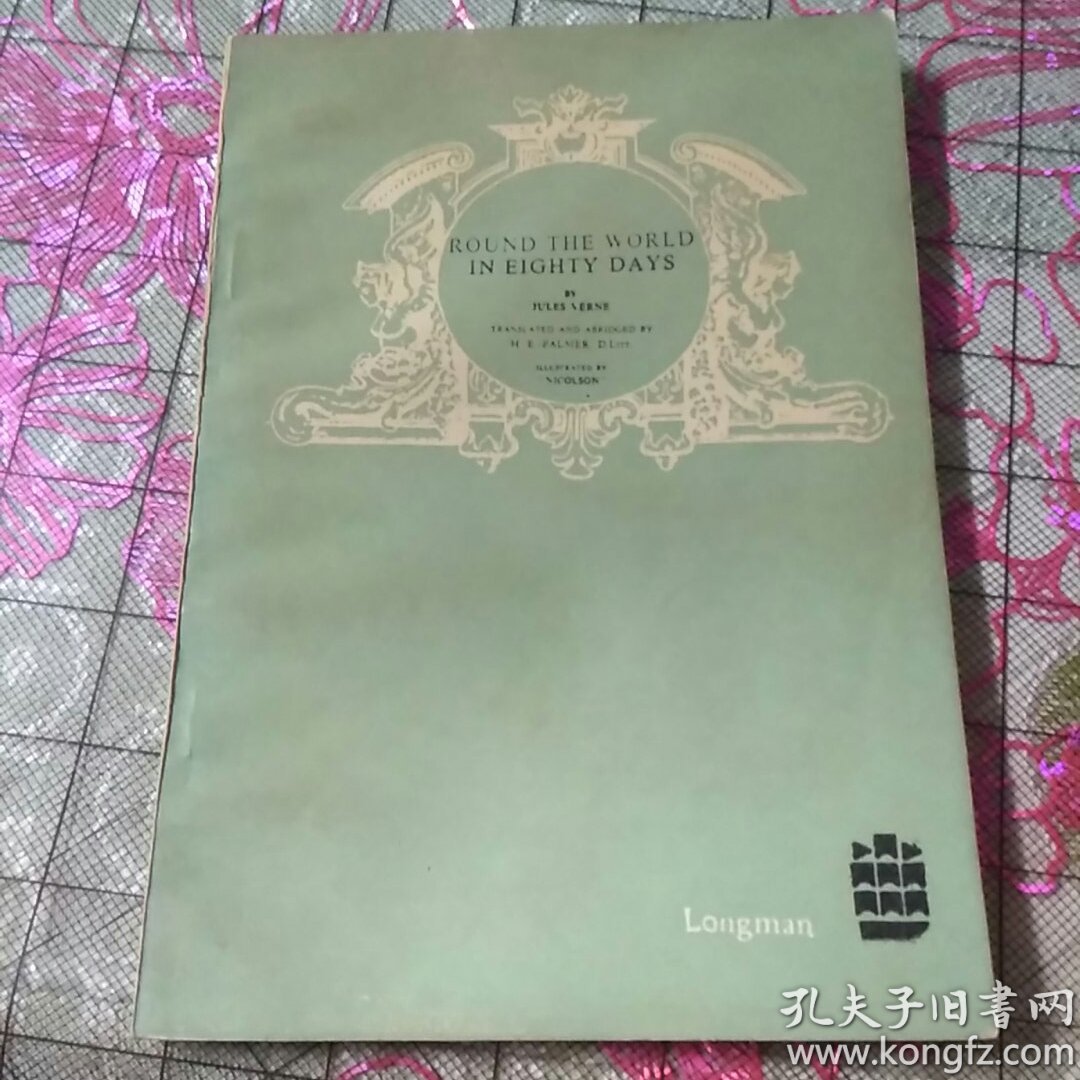 ROUND THE WORLD
IN EIGHTY DAYS
BY
JULES VERNE
TRANSLATED AND ABRIDGED BY
H. E. PALMER, D.Litt.
ILLUSTRATED BY
NICOLSON
Longman
孔夫子旧書网
www.kongfz.com